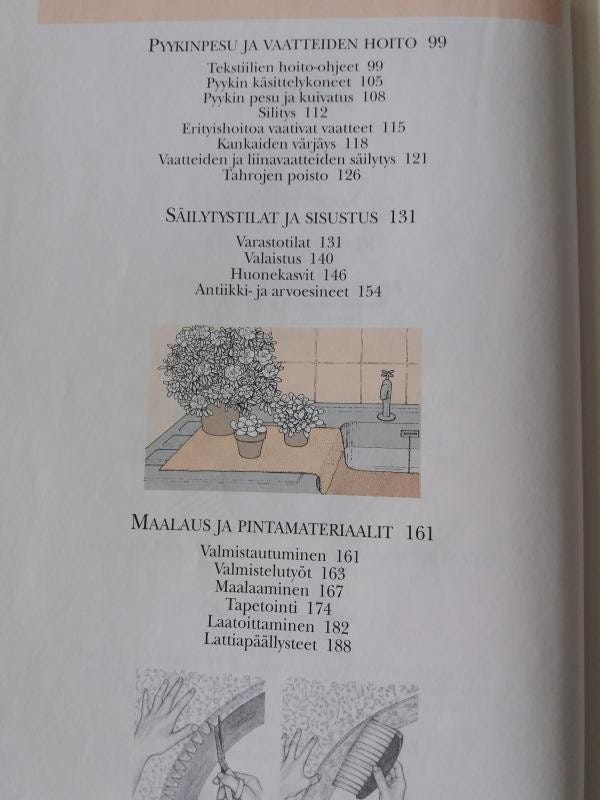 PYYKINPESU JA VAATTEIDEN HOITO 99
Tekstiilien hoito-ohjeet 99
Pyykin käsittelykoneet 105
Pyykin pesu ja kuivatus 108
Silitys 112
Erityishoitoa vaativat vaatteet 115
Kankaiden värjäys 118
Vaatteiden ja liinavaatteiden säilytys 121
Tahrojen poisto 126
SÄILYTYSTILAT JA SISUSTUS 131
Varastotilat 131
Valaistus 140
Huonekasvit 146
Antiikki- ja arvoesineet 154
MAALAUS JA PINTAMATERIAALIT 161
Valmistautuminen 161
Valmistelutyöt 163
Maalaaminen 167
Tapetointi 174
Laatoittaminen 182
Lattiapäällysteet 188